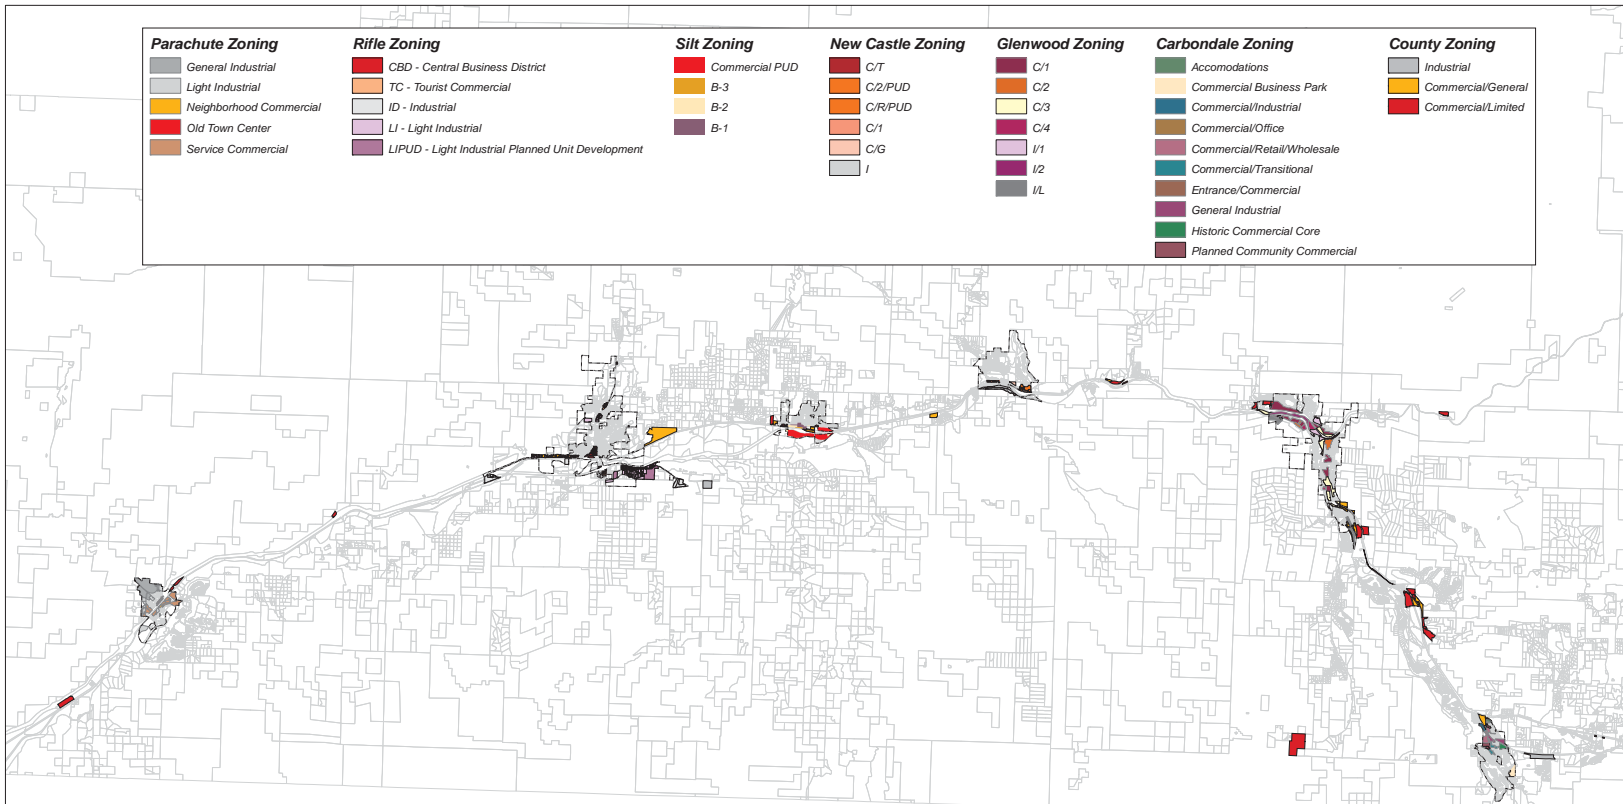 Parachute Zoning
General Industrial
Light Industrial
Neighborhood Commercial
Old Town Center
Service Commercial
Rifle Zoning
CBD - Central Business District
TC - Tourist Commercial
ID - Industrial
LI - Light Industrial
LIPUD - Light Industrial Planned Unit Development
Silt Zoning
Commercial PUD
B-3
B-2
B-1
New Castle Zoning
C/T
C/2/PUD
C/R/PUD
C/1
C/G
I
Glenwood Zoning
C/1
C/2
C/3
C/4
I/1
I/2
I/L
Carbondale Zoning
Accomodations
Commercial Business Park
Commercial/Industrial
Commercial/Office
Commercial/Retail/Wholesale
Commercial/Transitional
Entrance/Commercial
General Industrial
Historic Commercial Core
Planned Community Commercial
County Zoning
Industrial
Commercial/General
Commercial/Limited